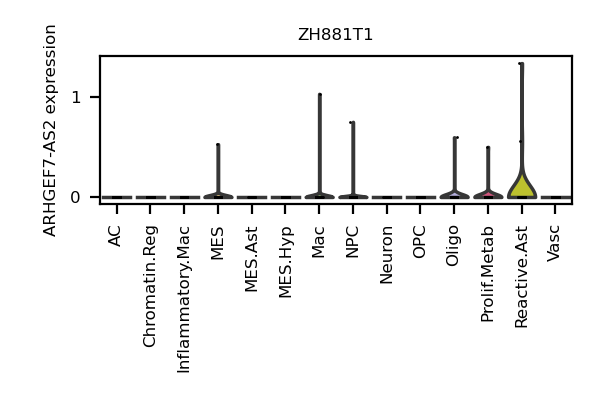 ZH881T1
ARHGEF7-AS2 expression
1
0
AC
Chromatin.Reg
Inflammatory.Mac
MES
MES.Ast
MES.Hyp
Mac
NPC
Neuron
OPC
Oligo
Prolif.Metab
Reactive.Ast
Vasc